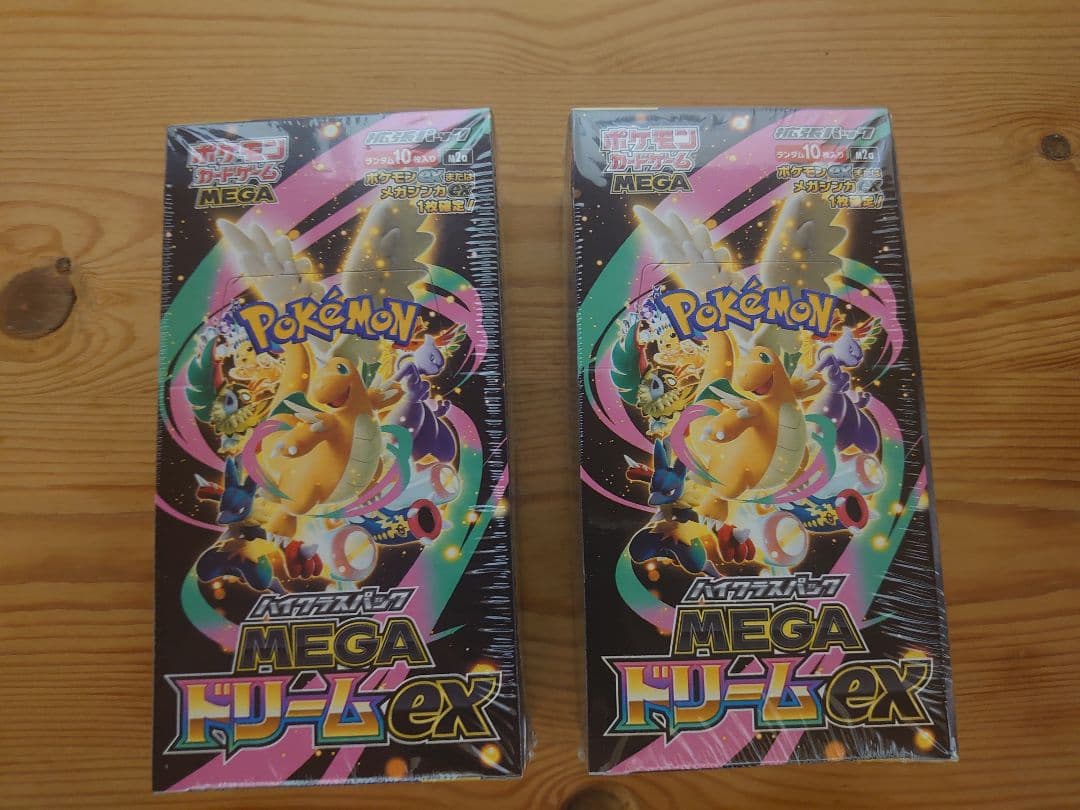 ポケモン
カードゲーム
MEGA
拡張パック
ランダム10枚入り M2a
ポケモンexまたは
メガシンカex
1枚確定!
POKéMON
ハイクラスパック
MEGA
ドリームex
ポケモン
カードゲーム
MEGA
拡張パック
ランダム10枚入り M2a
ポケモンexまたは
メガシンカex
1枚確定!
POKéMON
ハイクラスパック
MEGA
ドリームex